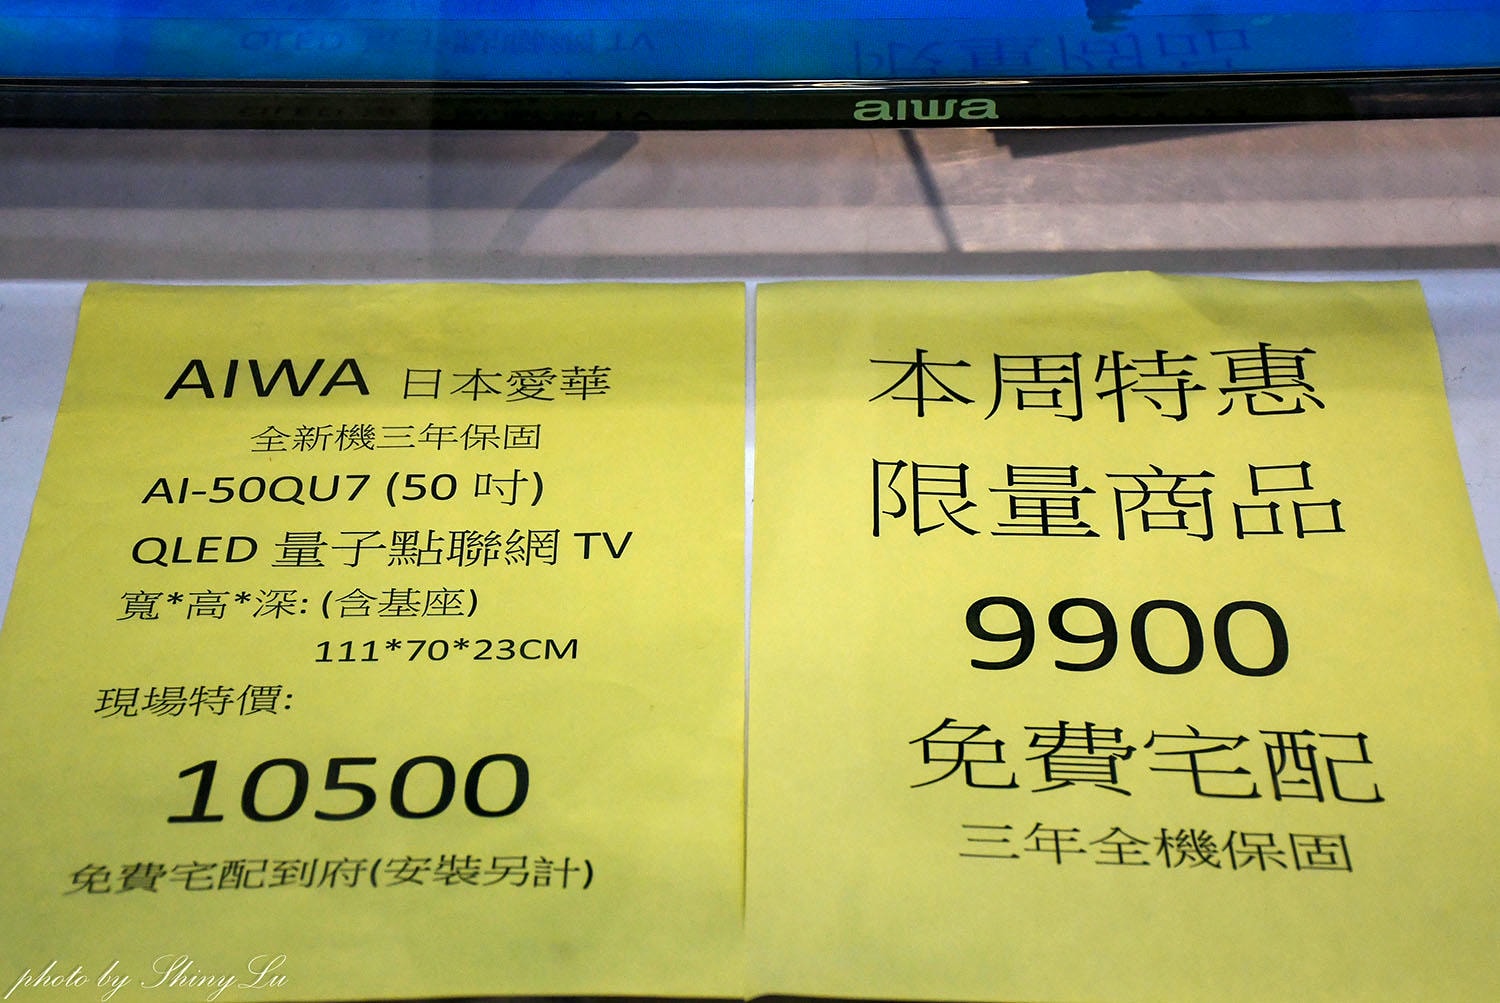 aiwa
AIWA 日本愛華
全新機三年保固
AI-50QU7 (50 吋)
QLED 量子點聯網 TV
寬*高*深: (含基座)
111*70*23CM
現場特價:
10500
免費宅配到府(安裝另計)
本周特惠
限量商品
9900
免費宅配
三年全機保固
photo by Shiny Lu